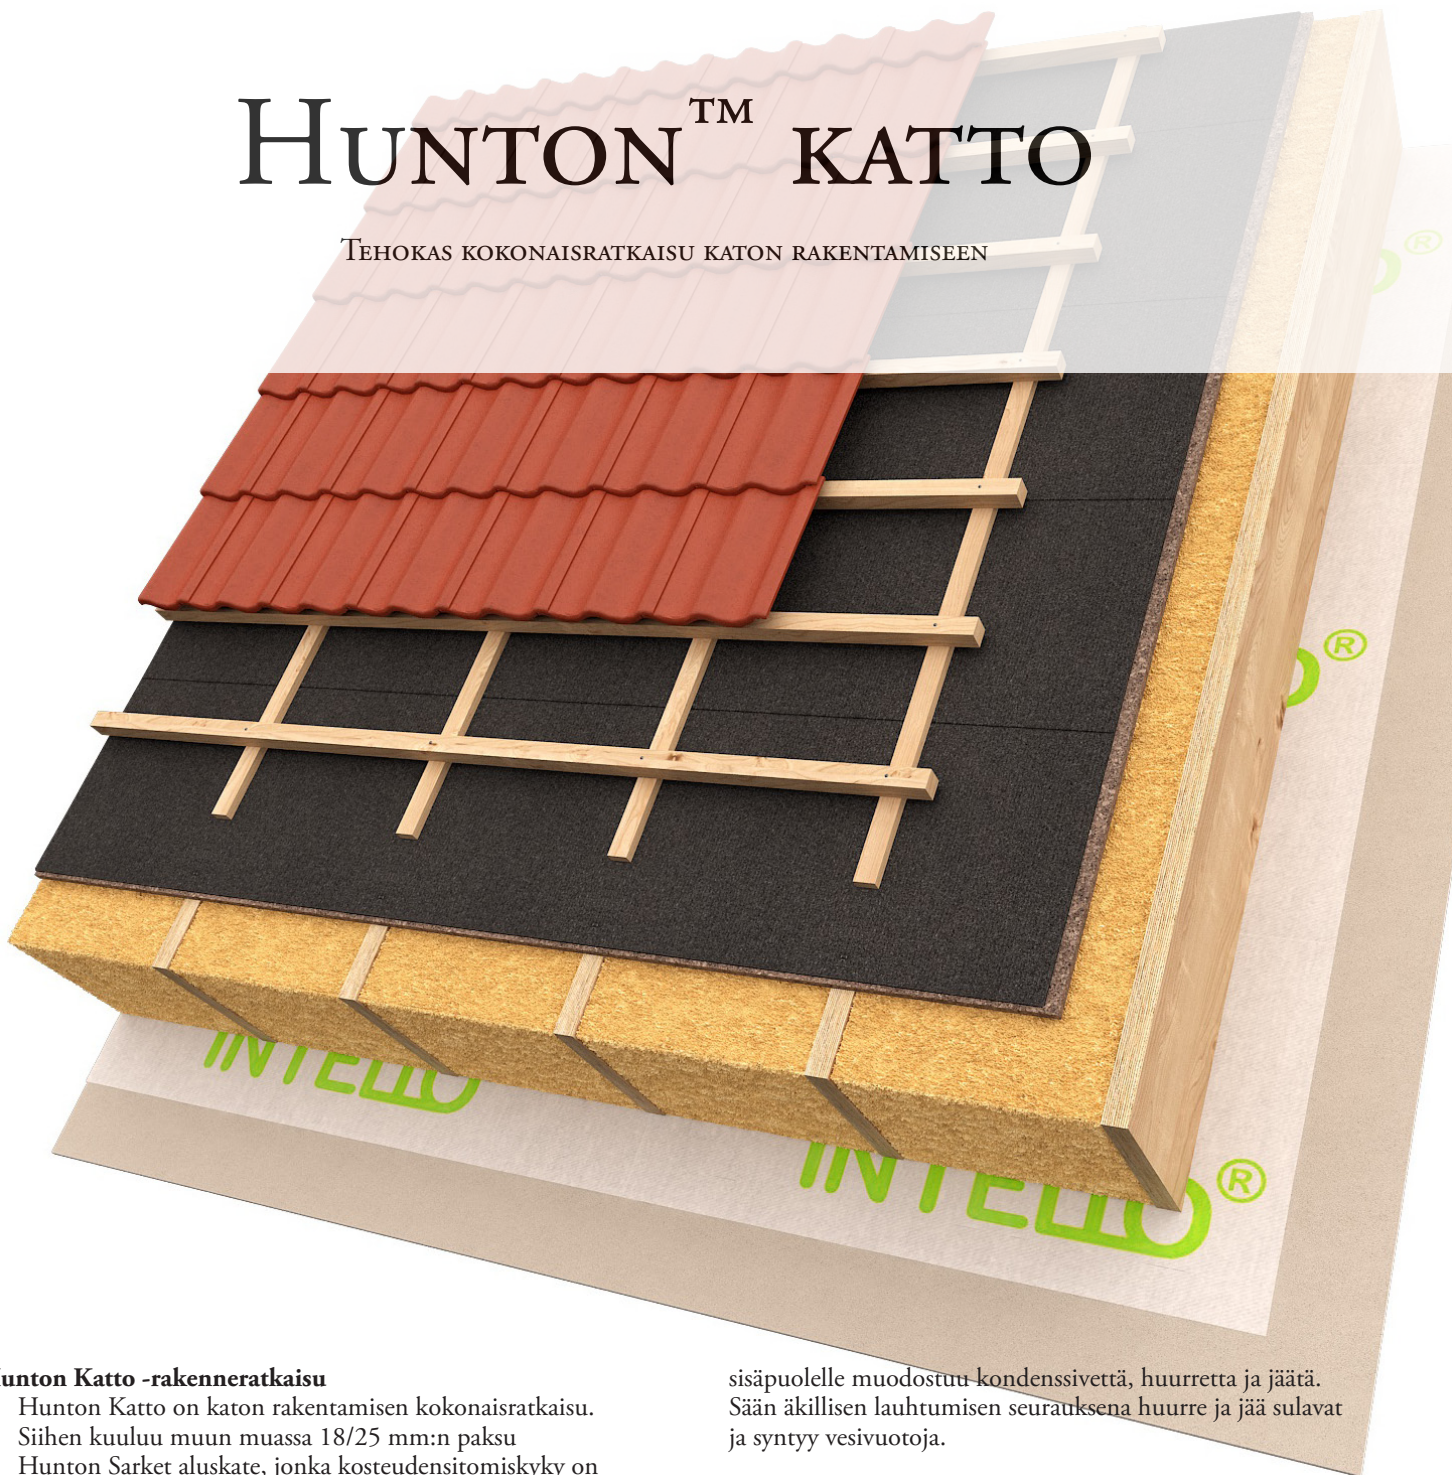 Hunton™ katto
Tehokas kokonaisratkaisu katon rakentamiseen
®
®
INTELLO
INTELLO®
Hunton Katto -rakenneratkaisu
Hunton Katto on katon rakentamisen kokonaisratkaisu.
Siihen kuuluu muun muassa 18/25 mm:n paksu
Hunton Sarket aluskate, jonka kosteudensitomiskyky on
sisäpuolelle muodostuu kondenssivettä, huurretta ja jäätä.
Sään äkillisen lauhtumisen seurauksena huurre ja jää sulavat
ja syntyy vesivuotoja.